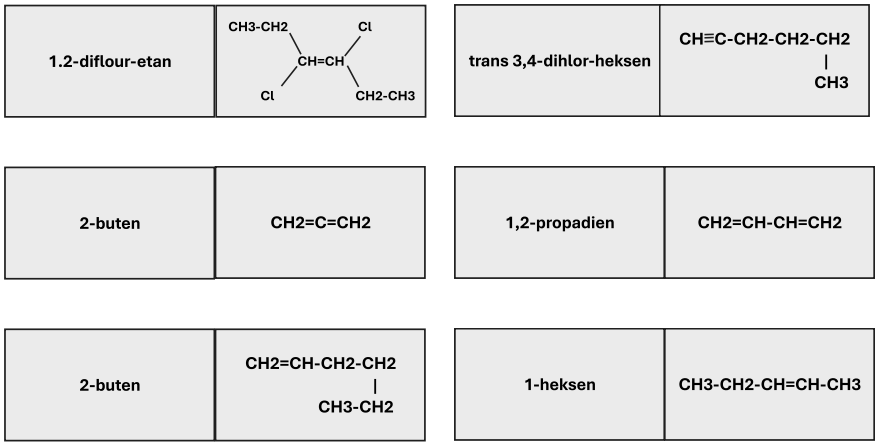 1.2-diflour-etan
CH3-CH2 Cl
CH=CH
Cl CH2-CH3
trans 3,4-dihlor-heksen
CH≡C-CH2-CH2-CH2
|
CH3
2-buten
CH2=C=CH2
1,2-propadien
CH2=CH-CH=CH2
2-buten
CH2=CH-CH2-CH2
|
CH3-CH2
1-heksen
CH3-CH2-CH=CH-CH3